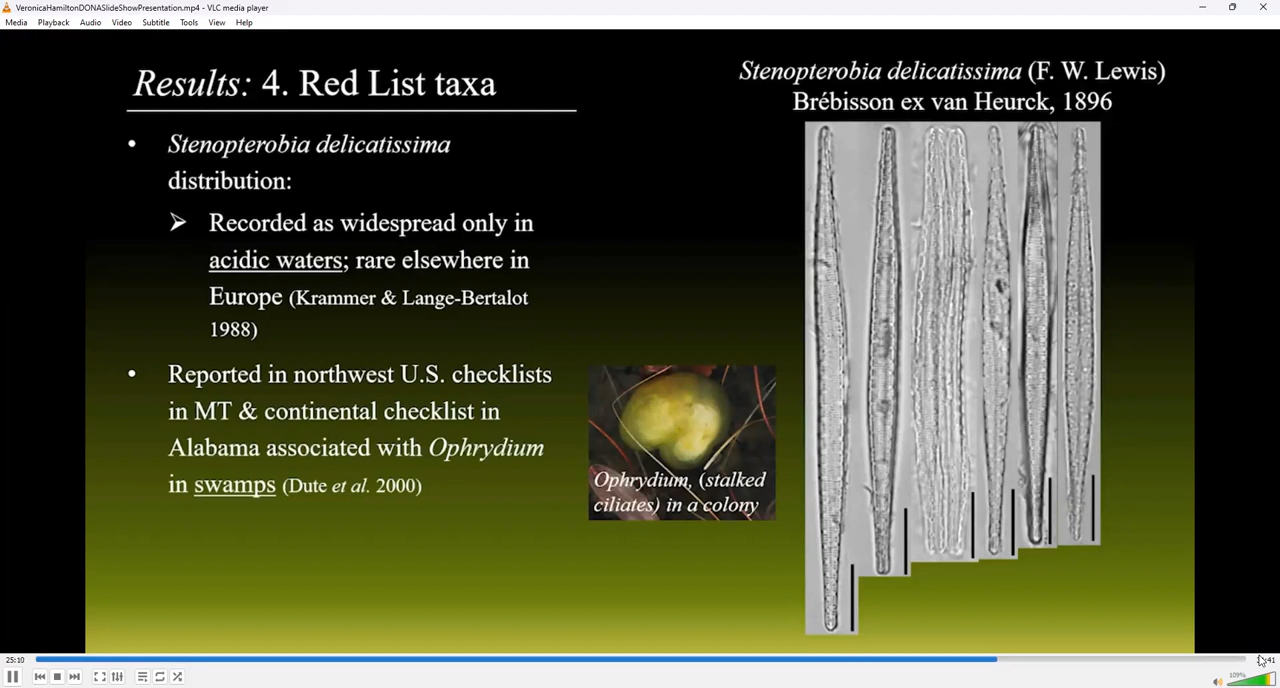 VeronicaHamiltonDONASlideShowPresentation.mp4 - VLC media player
Media Playback Audio Video Subtitle Tools View Help
Results: 4. Red List taxa
• Stenopterobia delicatissima
distribution:
➢ Recorded as widespread only in
acidic waters; rare elsewhere in
Europe (Krammer & Lange-Bertalot
1988)
• Reported in northwest U.S. checklists
in MT & continental checklist in
Alabama associated with Ophrydium
in swamps (Dute et al. 2000)
Ophrydium, (stalked
ciliates) in a colony
Stenopterobia delicatissima (F. W. Lewis)
Brébisson ex van Heurck, 1896
25:10
109%